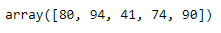 array([80, 94, 41, 74, 90])